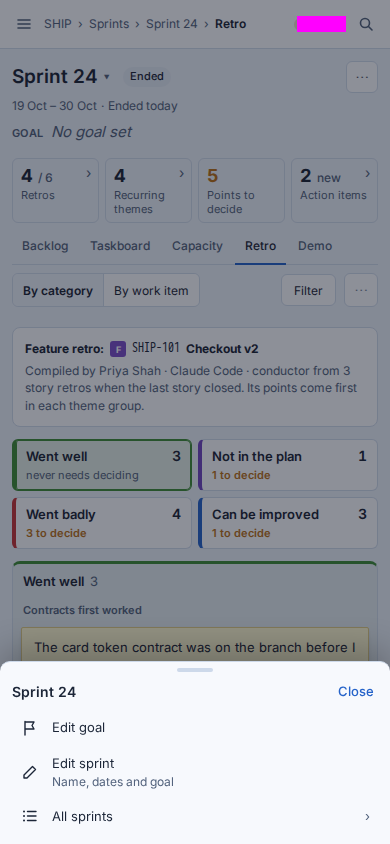 SHIP › Sprints › Sprint 24 › Retro
Sprint 24 ▾ Ended ...
19 Oct – 30 Oct · Ended today
GOAL No goal set
4 / 6 › 4 › 5 2 new ›
Retros Recurring themes Points to decide Action items
Backlog Taskboard Capacity Retro Demo
By category By work item Filter ...
Feature retro: F SHIP-101 Checkout v2
Compiled by Priya Shah · Claude Code · conductor from 3
story retros when the last story closed. Its points come first
in each theme group.
Went well 3 Not in the plan 1
never needs deciding 1 to decide
Went badly 4 Can be improved 3
3 to decide 1 to decide
Went well 3
Contracts first worked
The card token contract was on the branch before I
Sprint 24 Close
Edit goal
Edit sprint
Name, dates and goal
All sprints ›